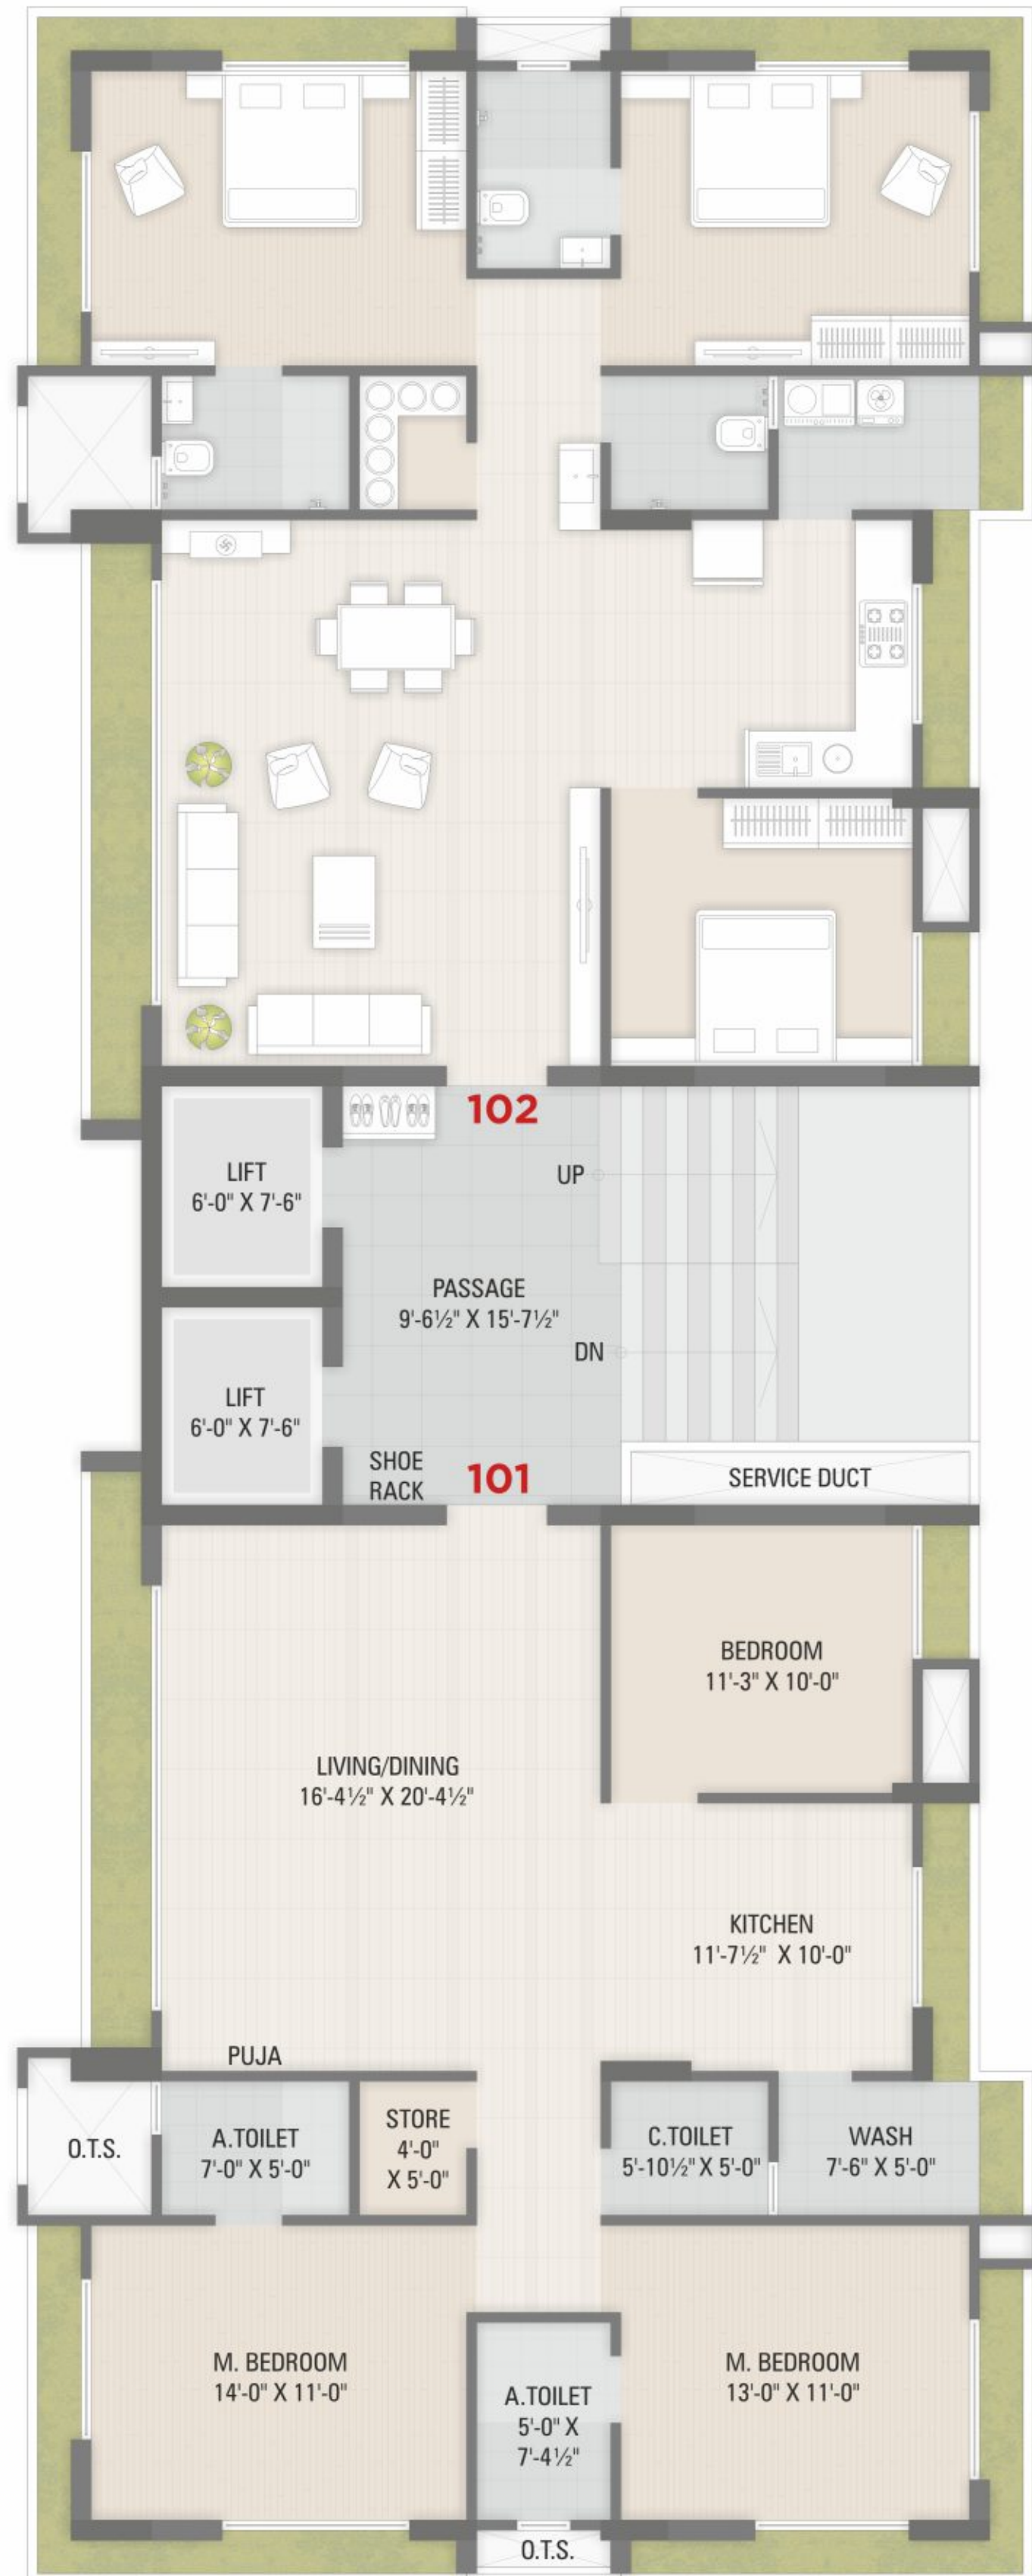 102
LIFT
6'-0" X 7'-6"
UP
PASSAGE
9'-6½" X 15'-7½"
DN
LIFT
6'-0" X 7'-6"
SHOE
RACK
101
SERVICE DUCT
BEDROOM
11'-3" X 10'-0"
LIVING/DINING
16'-4½" X 20'-4½"
KITCHEN
11'-7½" X 10'-0"
PUJA
O.T.S.
A.TOILET
7'-0" X 5'-0"
STORE
4'-0"
X 5'-0"
C.TOILET
5'-10½" X 5'-0"
WASH
7'-6" X 5'-0"
M. BEDROOM
14'-0" X 11'-0"
A.TOILET
5'-0" X
7'-4½"
M. BEDROOM
13'-0" X 11'-0"
O.T.S.